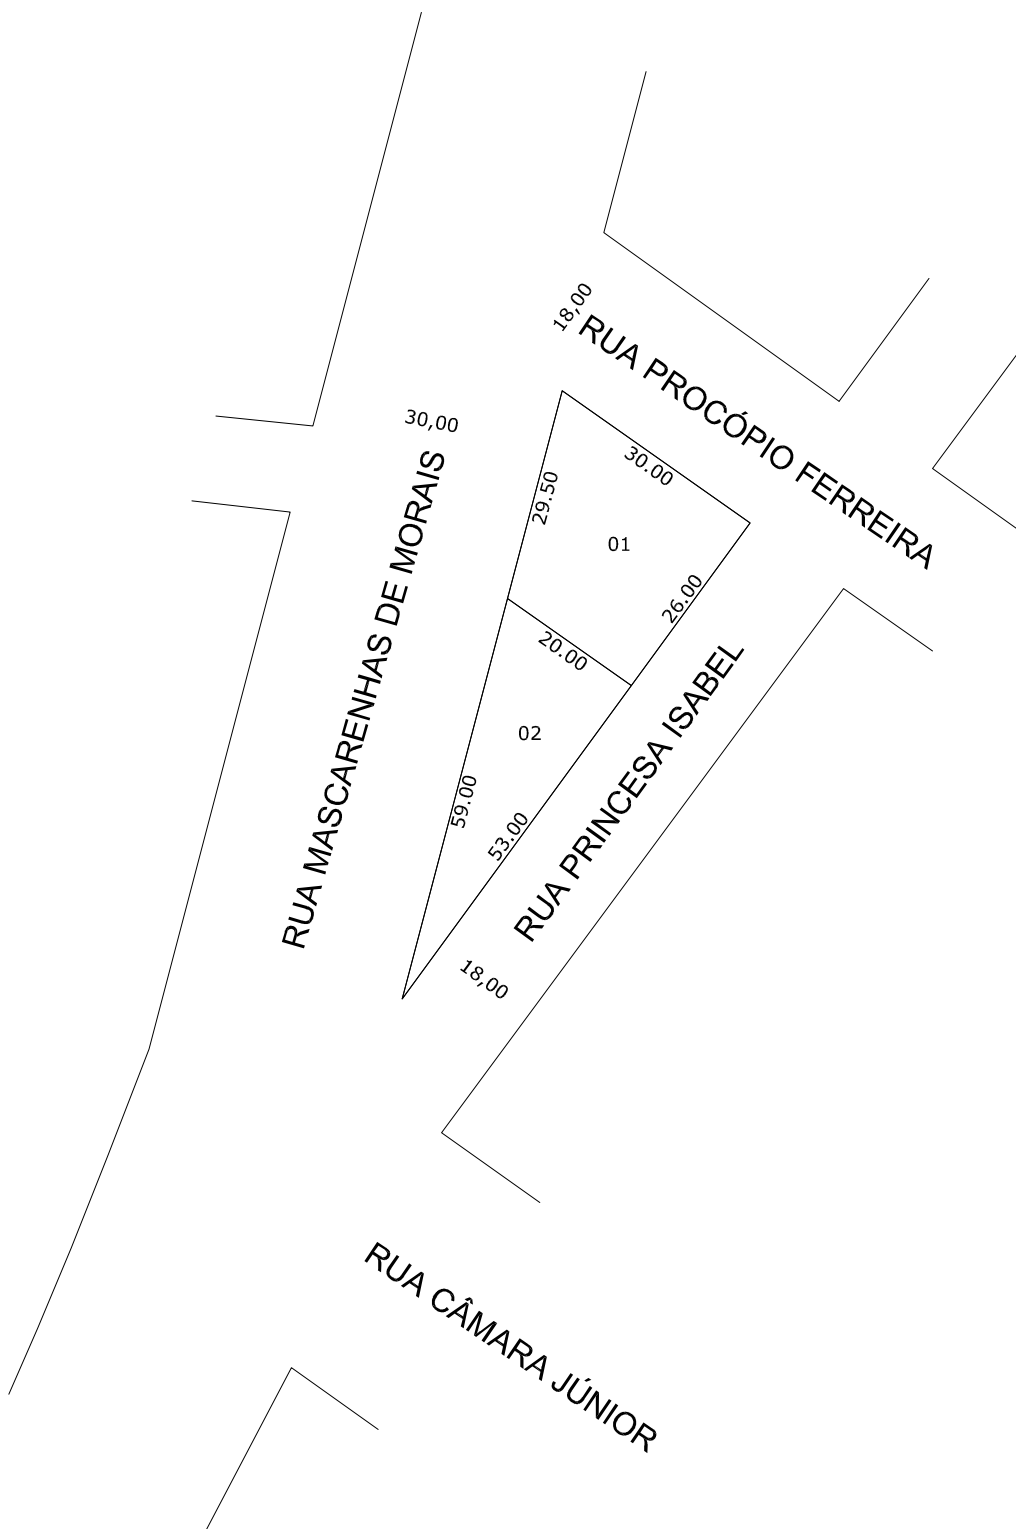 18,00
RUA PROCÓPIO FERREIRA
30,00
RUA MASCARENHAS DE MORAIS
30.00
29.50
01
26.00
20.00
RUA PRINCESA ISABEL
02
59.00
53.00
18,00
RUA CÂMARA JÚNIOR